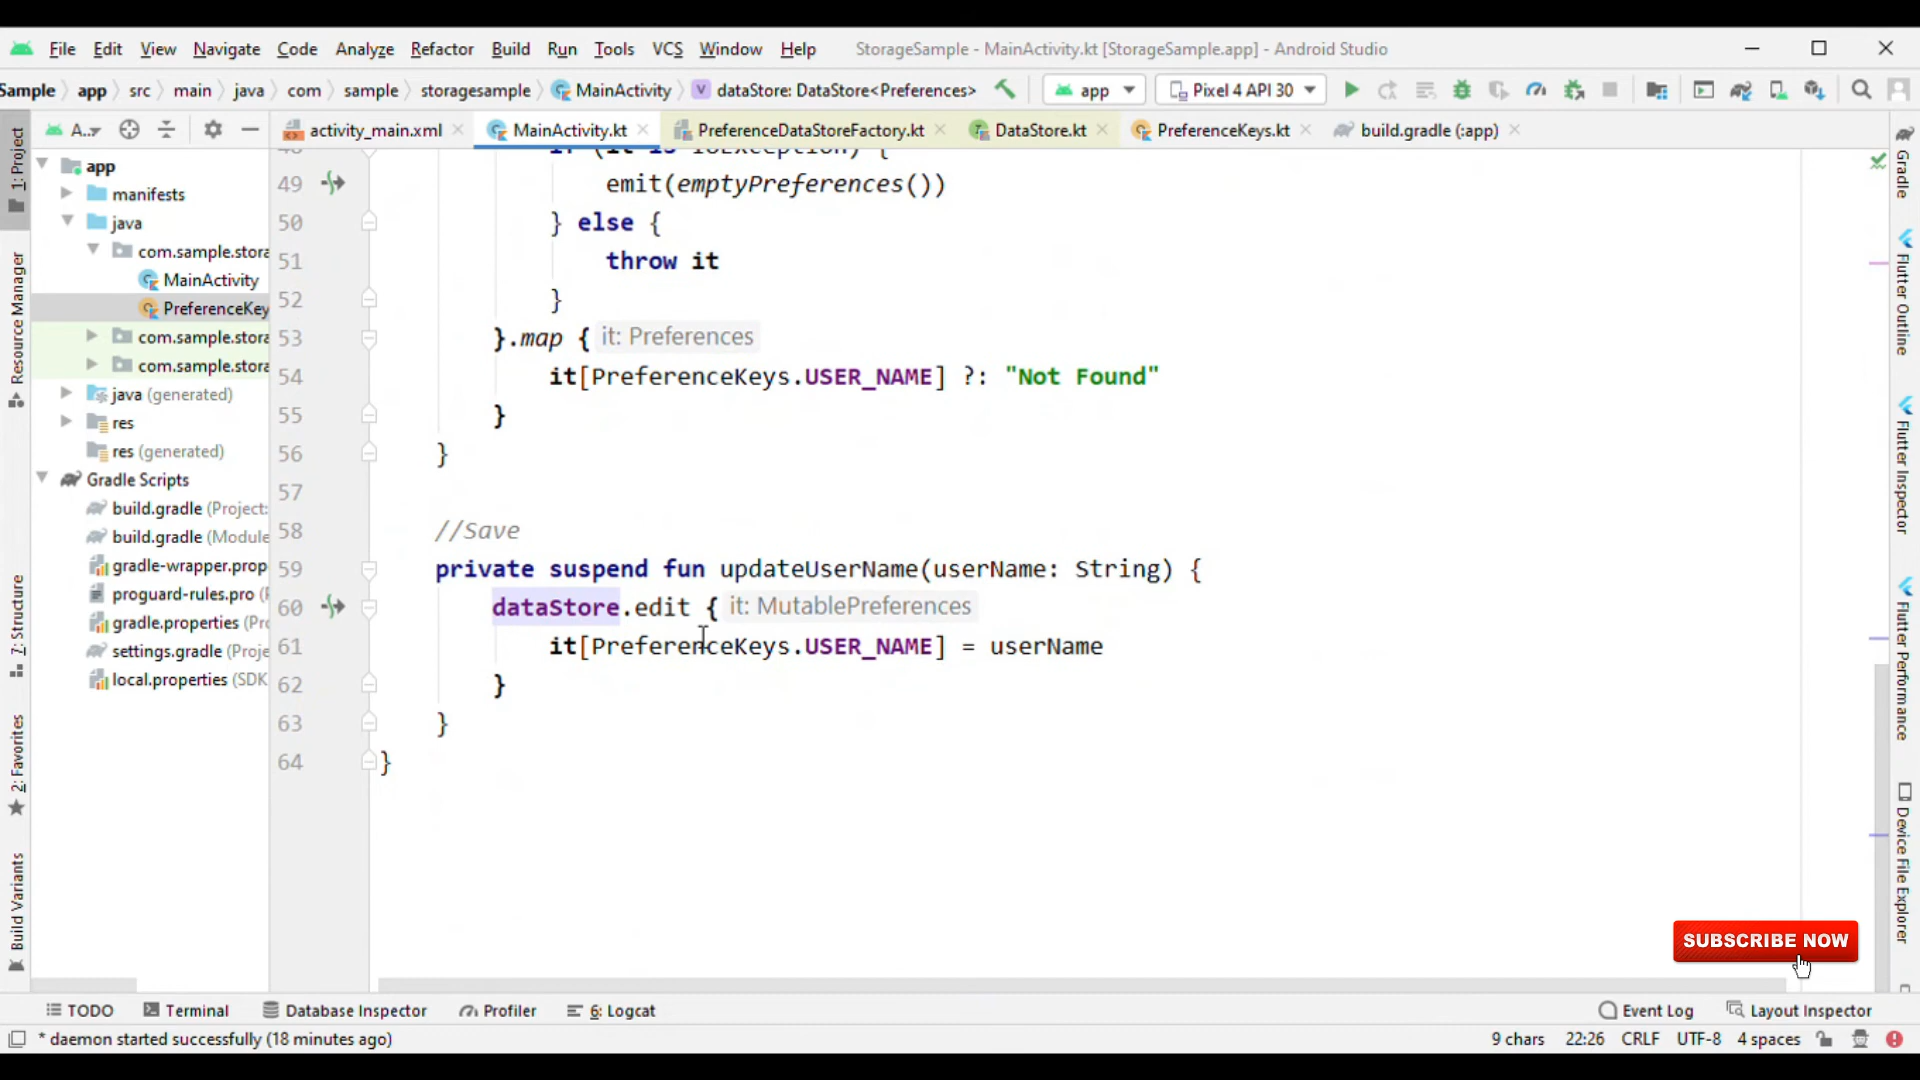 File Edit View Navigate Code Analyze Refactor Build Run Tools VCS Window Help StorageSample - MainActivity.kt [StorageSample.app] - Android Studio
Sample app src main java com sample storagesample MainActivity dataStore: DataStore<Preferences> app Pixel 4 API 30
1: Project
Resource Manager
7: Structure
2: Favorites
Build Variants
A..
app
manifests
java
com.sample.stora
MainActivity
PreferenceKey
com.sample.stora
com.sample.stora
java (generated)
res
res (generated)
Gradle Scripts
build.gradle (Project:
build.gradle (Module
gradle-wrapper.prop
proguard-rules.pro (
gradle.properties (Pr
settings.gradle (Proj
local.properties (SDK
activity_main.xml MainActivity.kt PreferenceDataStoreFactory.kt DataStore.kt PreferenceKeys.kt build.gradle (:app)
49 emit(emptyPreferences())
50 } else {
51 throw it
52 }
53 }.map { it: Preferences
54 it[PreferenceKeys.USER_NAME] ?: "Not Found"
55 }
56 }
57
58 //Save
59 private suspend fun updateUserName(userName: String) {
60 dataStore.edit { it: MutablePreferences
61 it[PreferenceKeys.USER_NAME] = userName
62 }
63 }
64 }
Gradle
Flutter Outline
Flutter Inspector
Flutter Performance
Device File Explorer
SUBSCRIBE NOW
TODO Terminal Database Inspector Profiler 6: Logcat Event Log Layout Inspector
* daemon started successfully (18 minutes ago) 9 chars 22:26 CRLF UTF-8 4 spaces